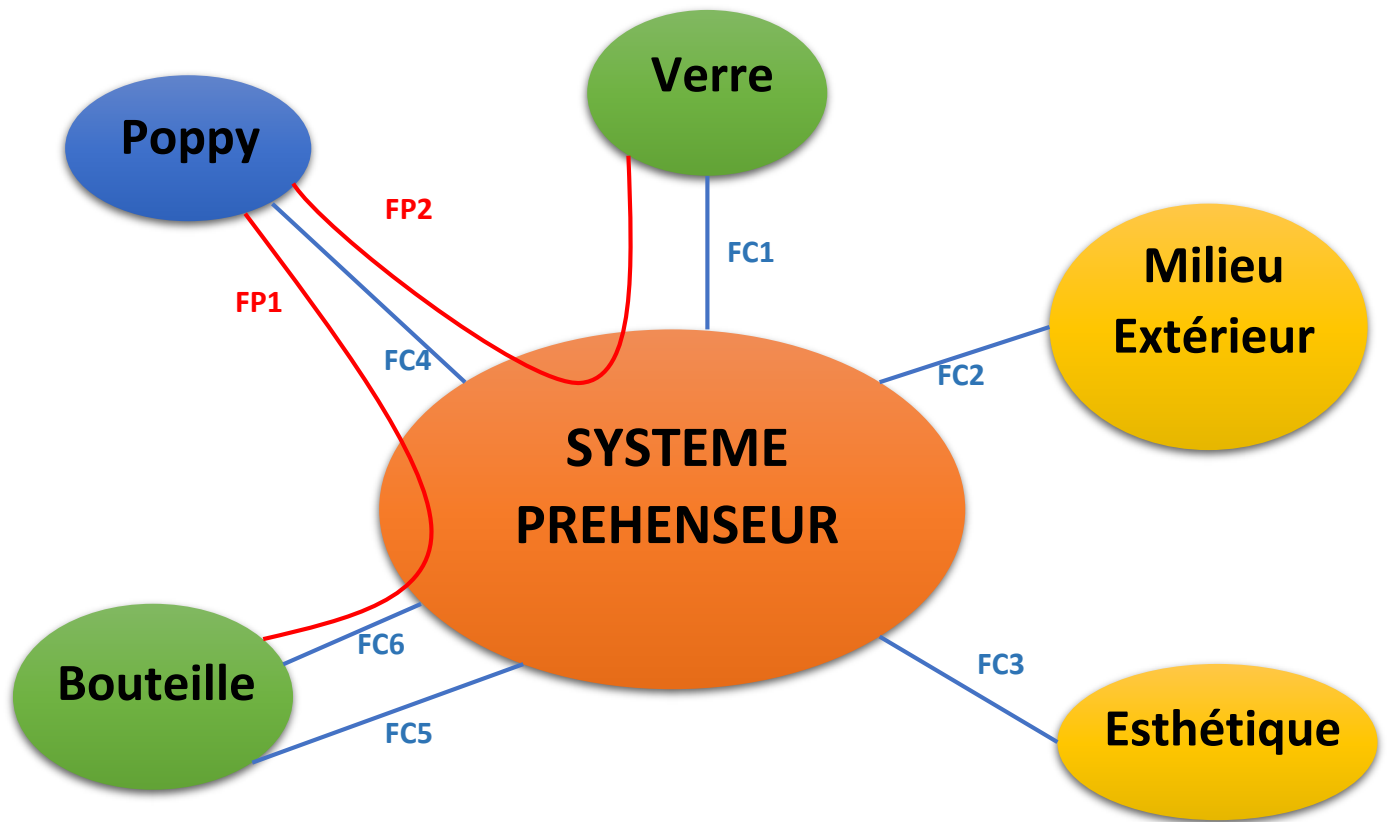 Verre
Poppy
FP2
FC1
Milieu
Extérieur
FP1
FC4
FC2
SYSTEME
PREHENSEUR
FC6
FC3
Bouteille
FC5
Esthétique